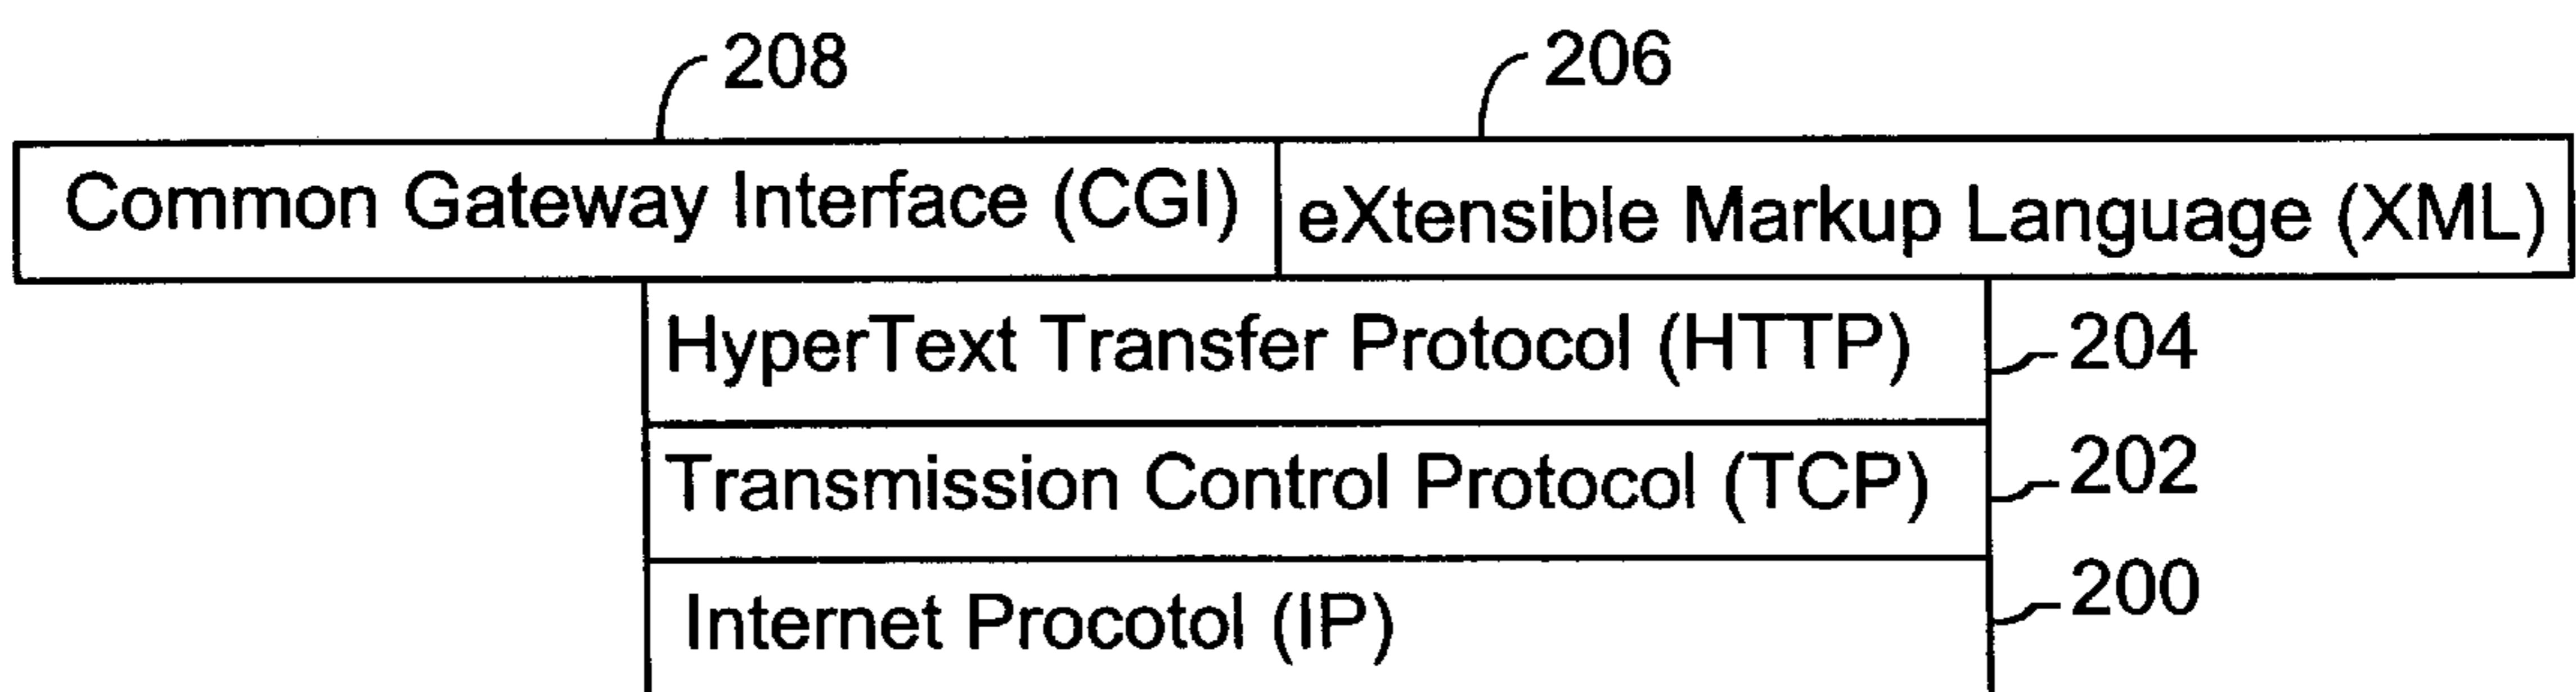 208 206
Common Gateway Interface (CGI) eXtensible Markup Language (XML)
HyperText Transfer Protocol (HTTP) 204
Transmission Control Protocol (TCP) 202
Internet Procotol (IP) 200